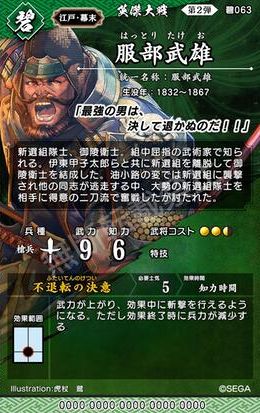 碧
江戸・幕末
英傑大戦
第2弾
碧063
はっとり たけお
服部武雄
統一名称:服部武雄
生没年:1832~1867
「最強の男は、
決して退かぬのだ!!」
新選組隊士、御陵衛士。組中屈指の武術家で知ら
れる。伊東甲子太郎らと共に新選組を離脱して御
陵衛士を結成した。油小路の変では新選組に襲撃
され他の同志が逃走する中、大勢の新選組隊士を
相手に得意の二刀流で奮戦したが討たれた。
兵種 武力 知力 武将コスト
槍兵 9 6
ふたいてんのけつい
不退転の決意
必要士気
5
効果時間
知力時間
効果範囲
武力が上がり、効果中に斬撃を行えるよう
になる。ただし効果終了時に兵力が減少す
る
Illustration:虎杖 蔵
©SEGA
0000-0000-0000-0000-0000